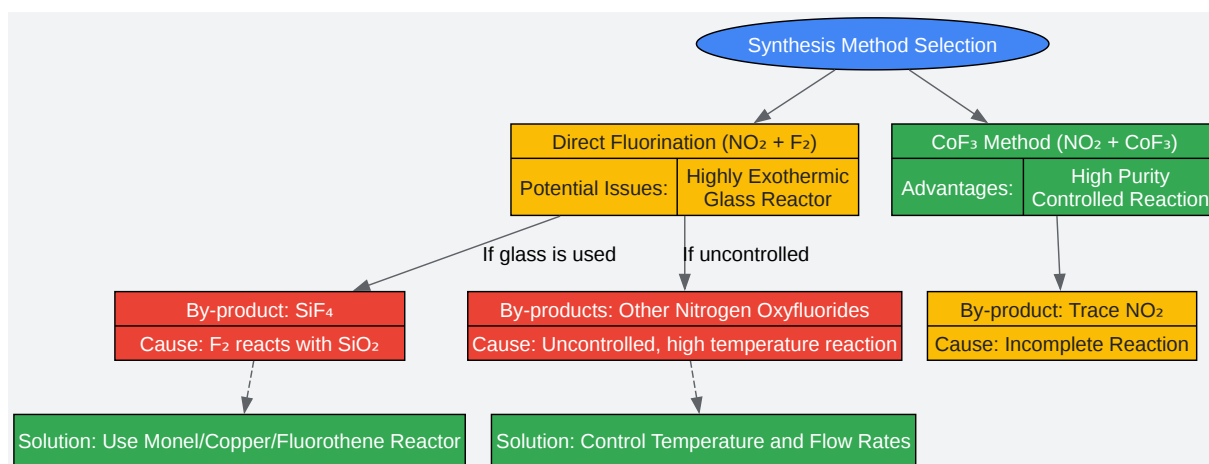 Synthesis Method Selection
Direct Fluorination (NO₂ + F₂)
Potential Issues:
Highly Exothermic
Glass Reactor
CoF₃ Method (NO₂ + CoF₃)
Advantages:
High Purity
Controlled Reaction
If glass is used
If uncontrolled
By-product: SiF₄
Cause: F₂ reacts with SiO₂
By-products: Other Nitrogen Oxyfluorides
Cause: Uncontrolled, high temperature reaction
By-product: Trace NO₂
Cause: Incomplete Reaction
Solution: Use Monel/Copper/Fluorothene Reactor
Solution: Control Temperature and Flow Rates